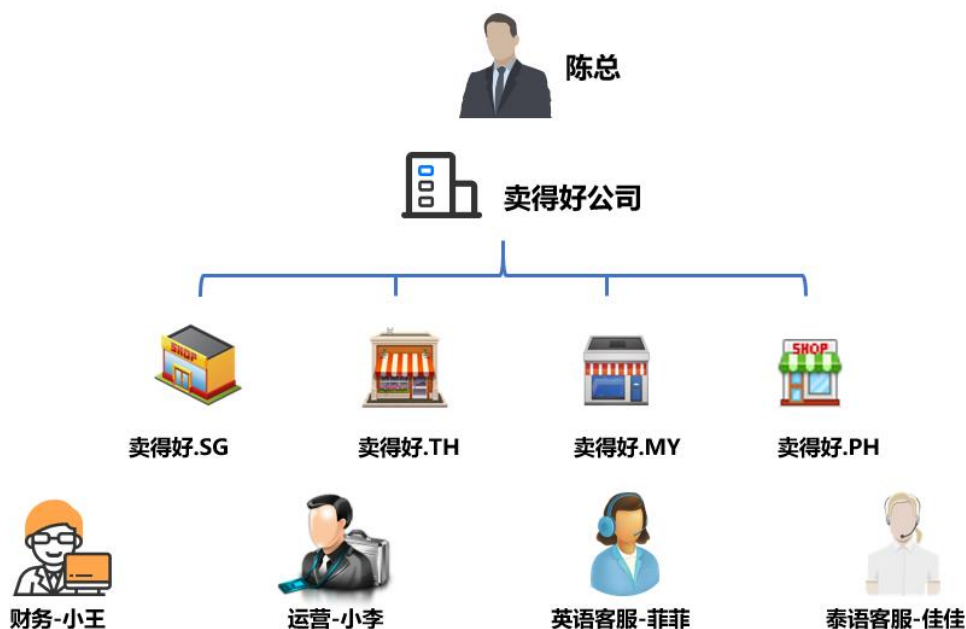 陈总
卖得好公司
SHOP
SHOP
卖得好.SG
卖得好.TH
卖得好.MY
卖得好.PH
财务-小王
运营-小李
英语客服-菲菲
泰语客服-佳佳